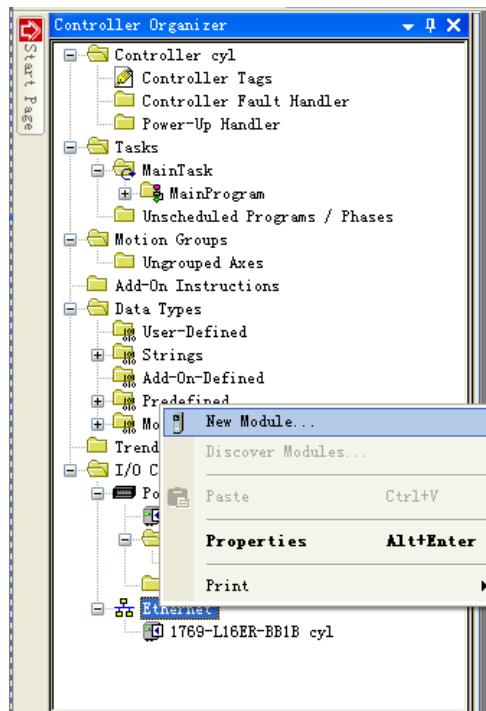 Controller Organizer
Start Page
Controller cyl
Controller Tags
Controller Fault Handler
Power-Up Handler
Tasks
MainTask
MainProgram
Unscheduled Programs / Phases
Motion Groups
Ungrouped Axes
Add-On Instructions
Data Types
User-Defined
Strings
Add-On-Defined
Predefined
Mo
New Module...
Trend
Discover Modules...
I/O C
Po
Paste Ctrl+V
Properties Alt+Enter
Print
Ethernet
1769-L16ER-BB1B cyl